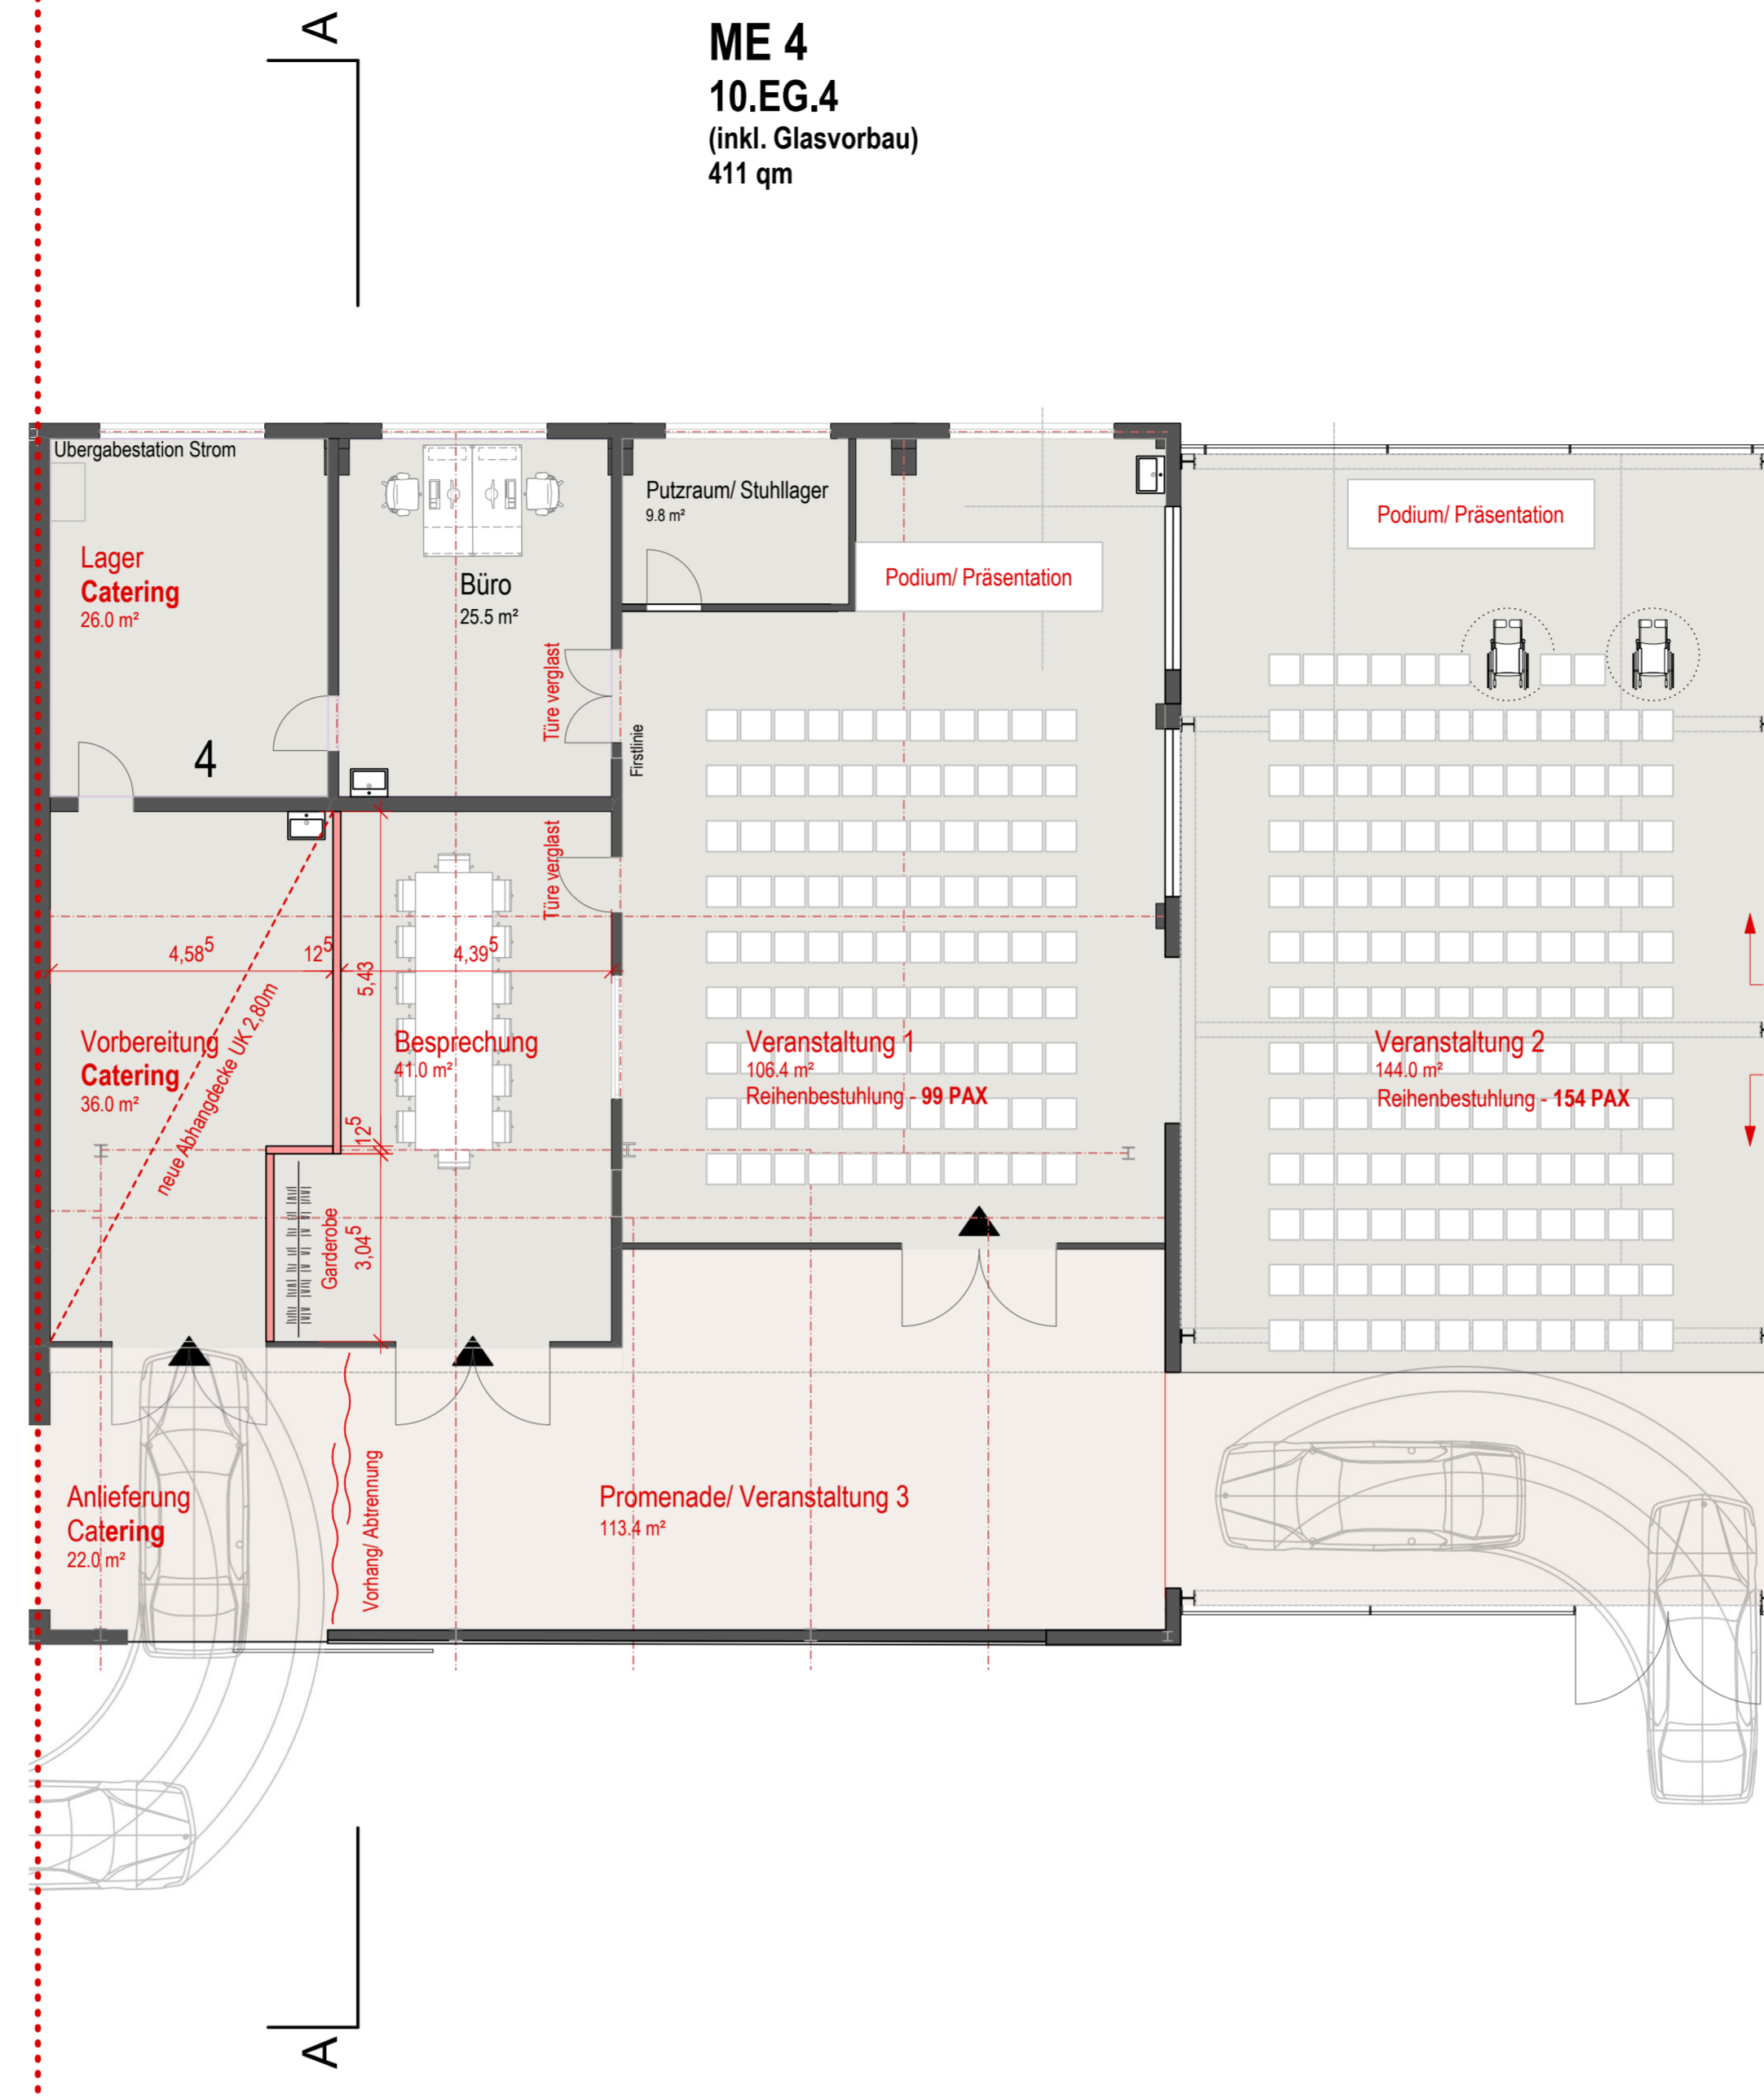 A
ME 4
10.EG.4
(inkl. Glasvorbau)
411 qm
Übergabestation Strom
Lager
Catering
26.0 m²
4
Büro
25.5 m²
Türe verglast
Putzraum/ Stuhllager
9.8 m²
Podium/ Präsentation
Podium/ Präsentation
Firstlinie
Türe verglast
4,58⁵
12⁵
5,43
4,39⁵
neue Abhangdecke UK 2,80m
Vorbereitung
Catering
36.0 m²
Besprechung
41.0 m²
12⁵
Garderobe
3,04⁵
Veranstaltung 1
106.4 m²
Reihenbestuhlung - 99 PAX
Veranstaltung 2
144.0 m²
Reihenbestuhlung - 154 PAX
Anlieferung
Catering
22.0 m²
Vorhang/ Abtrennung
Promenade/ Veranstaltung 3
113.4 m²
A